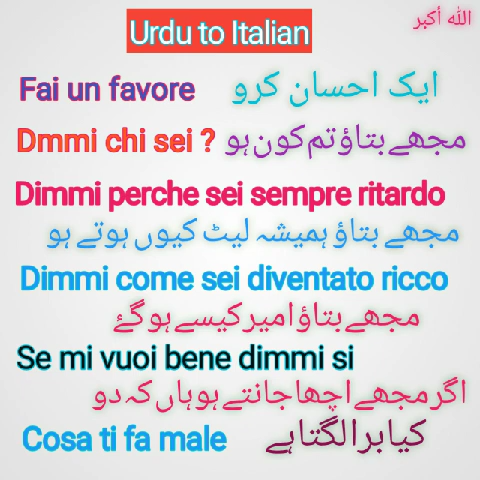 Urdu to Italian
الله أكبر
Fai un favore ایک احسان کرو
Dmmi chi sei ? مجھے بتاؤ تم کون ہو
Dimmi perche sei sempre ritardo
مجھے بتاؤ ہمیشہ لیٹ کیوں ہوتے ہو
Dimmi come sei diventato ricco
مجھے بتاؤ امیر کیسے ہو گۓ
Se mi vuoi bene dimmi si
اگر مجھے اچھا جانتے ہو ہاں کہ دو
Cosa ti fa male کیا برا لگتا ہے